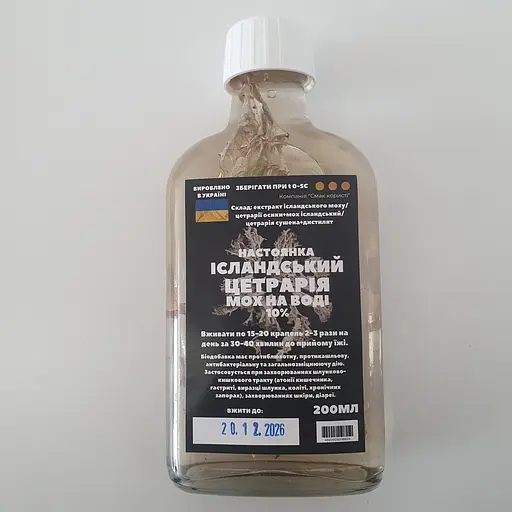 ВИРОБЛЕНО
В УКРАЇНІ
ЗБЕРІГАТИ ПРИ t 0-5С
Компанія "Смак користі"
Склад: екстракт ісландського моху/
цетрарії осики+мох ісландський/
цетрарія сушена+дистилят
НАСТОЯНКА
ІСЛАНДСЬКИЙ
ЦЕТРАРІЯ
МОХ НА ВОДІ
10%
Вживати по 15-20 крапель 2-3 рази на
день за 30-40 хвилин до прийому їжі.
Біодобавка має протиблювотну, протикашльову,
антибактеріальну та загальнозміцнюючу дію.
Застосовується при захворюваннях шлунково-
кишкового тракту (атонії кишечника,
гастриті, виразці шлунка, коліті, хронічних
запорах), захворюваннях шкіри, діареї.
ВЖИТИ ДО:
200МЛ
20.12.2026